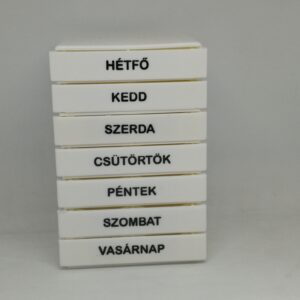 HÉTFŐ
KEDD
SZERDA
CSÜTÖRTÖK
PÉNTEK
SZOMBAT
VASÁRNAP